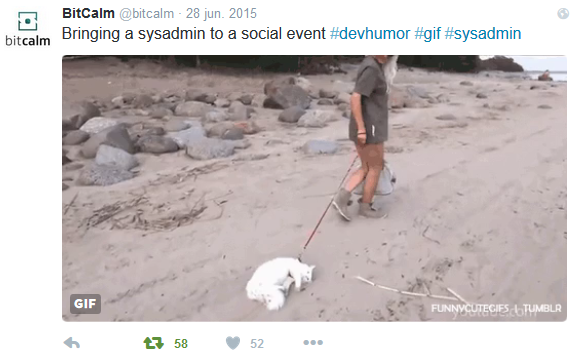 BitCalm @bitcalm · 28 jun. 2015
bitcalm
Bringing a sysadmin to a social event #devhumor #gif #sysadmin
GIF
FUNNYCUTEGIFS | TUMBLR
58
52